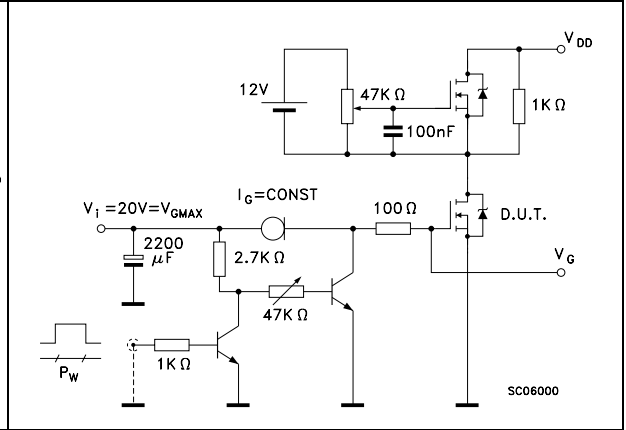 V DD
12V
47K Ω
1K Ω
100nF
I G =CONST
V i =20V=V GMAX
100 Ω
D.U.T.
2200
μF
2.7K Ω
V G
47K Ω
1K Ω
P W
SC06000